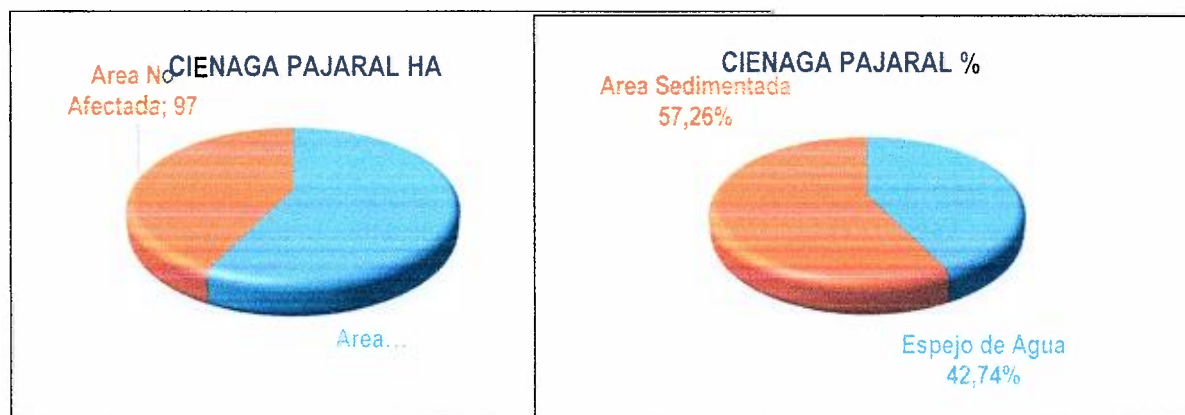 CIENAGA PAJARAL HA
Area No
Afectada; 97
Area...
CIENAGA PAJARAL %
Area Sedimentada
57,26%
Espejo de Agua
42,74%